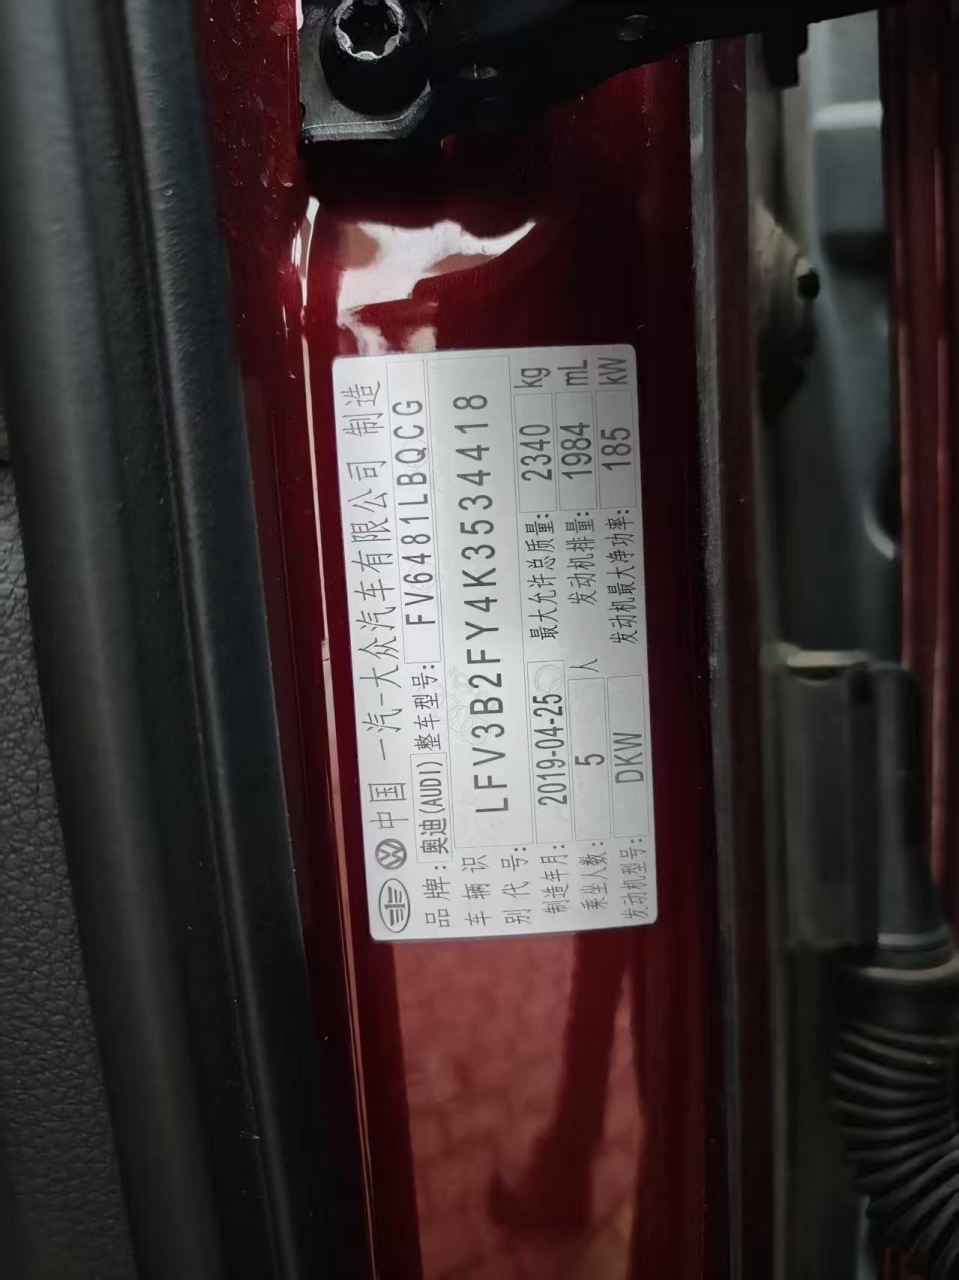 中国 一汽-大众汽车有限公司 制造
品牌: 奥迪(AUDI) 整车型号: FV6481LBQCG
车辆识别代号: LFV3B2FY4K3534418
制造年月: 2019-04-25 最大允许总质量: 2340 kg
乘坐人数: 5 人 发动机排量: 1984 mL
发动机型号: DKW 发动机最大净功率: 185 kW